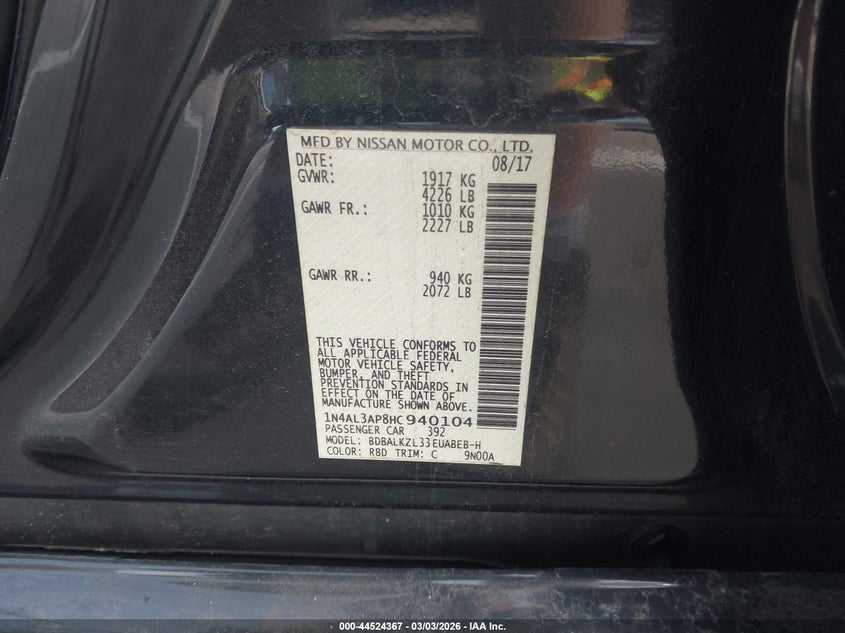 MFD BY NISSAN MOTOR CO., LTD.
DATE: 08/17
GVWR: 1917 KG
4226 LB
GAWR FR.: 1010 KG
2227 LB
GAWR RR.: 940 KG
2072 LB
THIS VEHICLE CONFORMS TO
ALL APPLICABLE FEDERAL
MOTOR VEHICLE SAFETY,
BUMPER, AND THEFT
PREVENTION STANDARDS IN
EFFECT ON THE DATE OF
MANUFACTURE SHOWN ABOVE.
1N4AL3AP8HC940104
PASSENGER CAR 392
MODEL: BDBALKZL33EUABEB-H
COLOR: RBD TRIM: C 9N00A
000-44524367 | 03/03/2026 - IAA Inc.